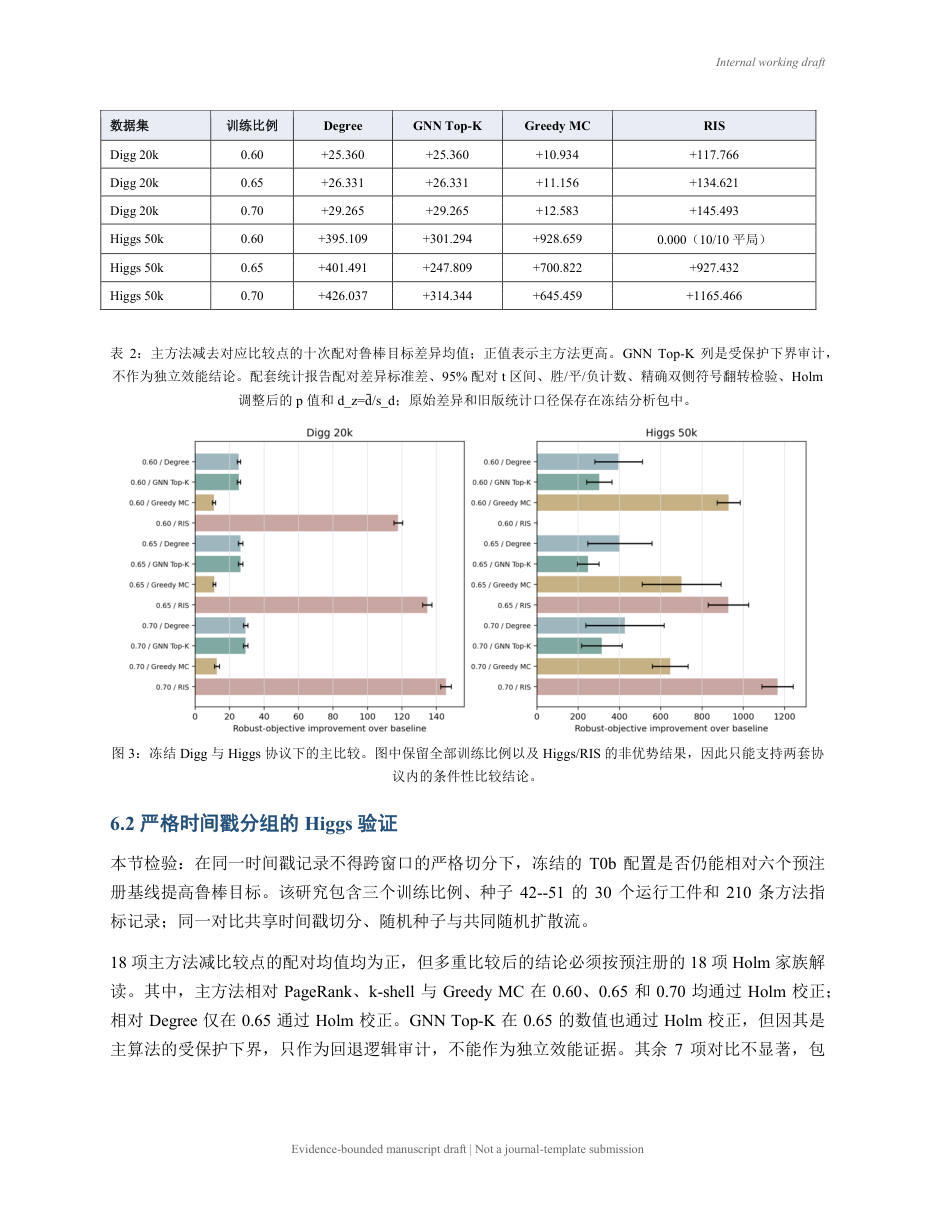 Internal working draft
数据集 训练比例 Degree GNN Top-K Greedy MC RIS
Digg 20k 0.60 +25.360 +25.360 +10.934 +117.766
Digg 20k 0.65 +26.331 +26.331 +11.156 +134.621
Digg 20k 0.70 +29.265 +29.265 +12.583 +145.493
Higgs 50k 0.60 +395.109 +301.294 +928.659 0.000（10/10 平局）
Higgs 50k 0.65 +401.491 +247.809 +700.822 +927.432
Higgs 50k 0.70 +426.037 +314.344 +645.459 +1165.466
表 2：主方法减去对应比较点的十次配对鲁棒目标差异均值；正值表示主方法更高。GNN Top-K 列是受保护下界审计，
不作为独立效能结论。配套统计报告配对差异标准差、95% 配对 t 区间、胜/平/负计数、精确双侧符号翻转检验、Holm
调整后的 p 值和 d_z=d̄/s_d；原始差异和旧版统计口径保存在冻结分析包中。
Digg 20k
0.60 / Degree
0.60 / GNN Top-K
0.60 / Greedy MC
0.60 / RIS
0.65 / Degree
0.65 / GNN Top-K
0.65 / Greedy MC
0.65 / RIS
0.70 / Degree
0.70 / GNN Top-K
0.70 / Greedy MC
0.70 / RIS
0 20 40 60 80 100 120 140
Robust-objective improvement over baseline
Higgs 50k
0.60 / Degree
0.60 / GNN Top-K
0.60 / Greedy MC
0.60 / RIS
0.65 / Degree
0.65 / GNN Top-K
0.65 / Greedy MC
0.65 / RIS
0.70 / Degree
0.70 / GNN Top-K
0.70 / Greedy MC
0.70 / RIS
0 200 400 600 800 1000 1200
Robust-objective improvement over baseline
图 3：冻结 Digg 与 Higgs 协议下的主比较。图中保留全部训练比例以及 Higgs/RIS 的非优势结果，因此只能支持两套协
议内的条件性比较结论。
6.2 严格时间戳分组的 Higgs 验证
本节检验：在同一时间戳记录不得跨窗口的严格切分下，冻结的 T0b 配置是否仍能相对六个预注
册基线提高鲁棒目标。该研究包含三个训练比例、种子 42--51 的 30 个运行工件和 210 条方法指
标记录；同一对比共享时间戳切分、随机种子与共同随机扩散流。
18 项主方法减比较点的配对均值均为正，但多重比较后的结论必须按预注册的 18 项 Holm 家族解
读。其中，主方法相对 PageRank、k-shell 与 Greedy MC 在 0.60、0.65 和 0.70 均通过 Holm 校正；
相对 Degree 仅在 0.65 通过 Holm 校正。GNN Top-K 在 0.65 的数值也通过 Holm 校正，但因其是
主算法的受保护下界，只作为回退逻辑审计，不能作为独立效能证据。其余 7 项对比不显著，包
Evidence-bounded manuscript draft | Not a journal-template submission